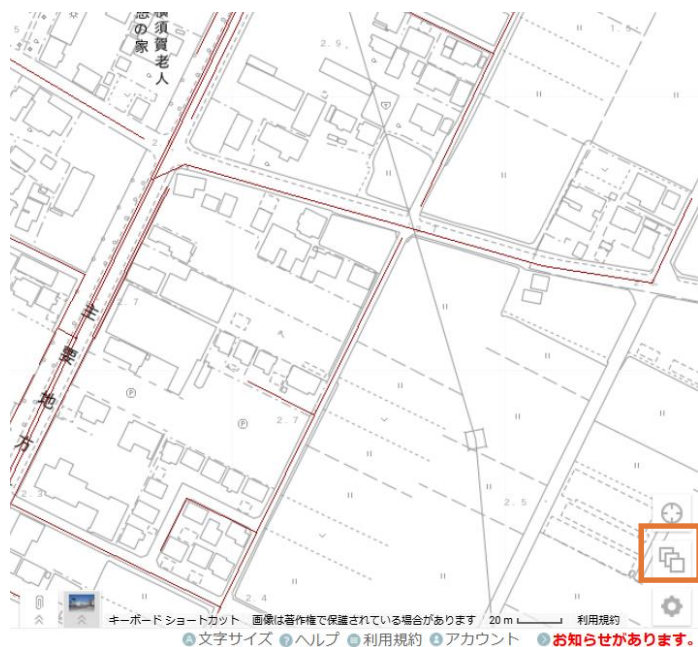 横須賀老人
憩の家
2.5
1.5
2.7
主要地方
P
P
2.7
2.3
2.5
2.4
キーボード ショートカット 画像は著作権で保護されている場合があります 20 m 利用規約
文字サイズ ヘルプ 利用規約 アカウント お知らせがあります。